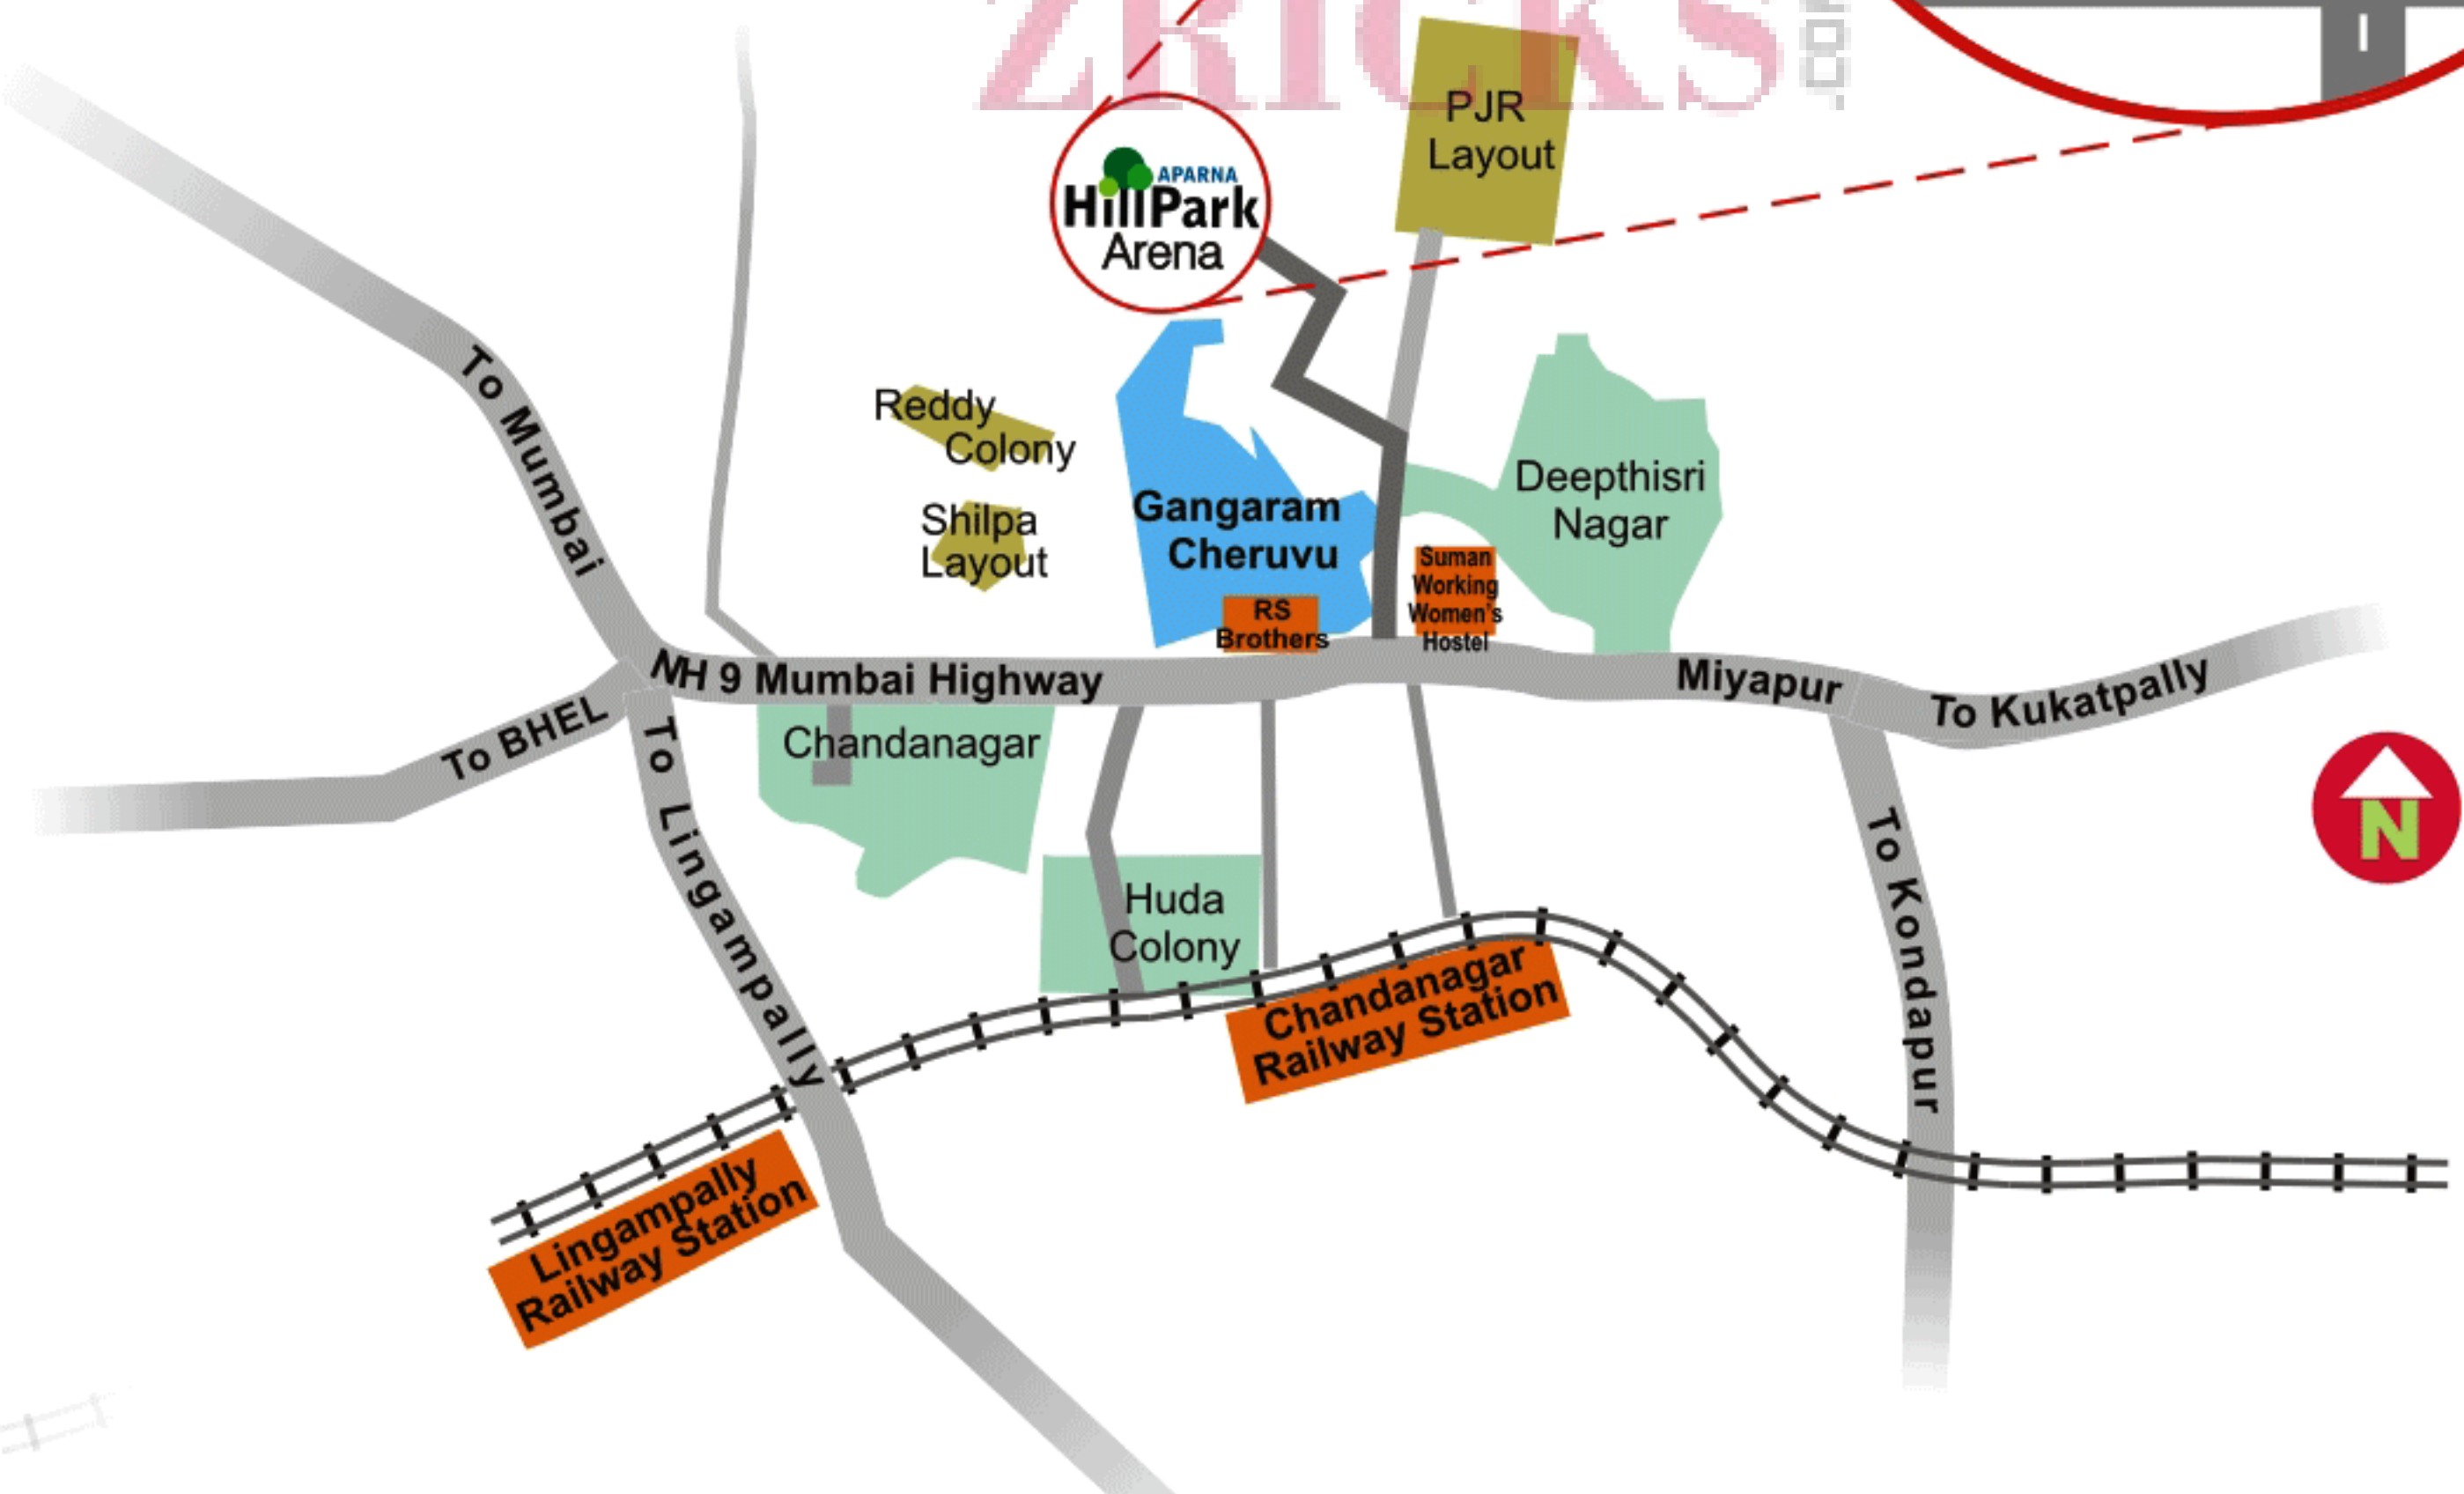 ZRICKS
.com
PJR
Layout
APARNA
HillPark
Arena
To Mumbai
Reddy
Colony
Shilpa
Layout
Gangaram
Cheruvu
RS
Brothers
Deepthisri
Nagar
Suman
Working
Women's
Hostel
NH 9 Mumbai Highway
Miyapur
To Kukatpally
To BHEL
To Lingampally
Chandanagar
Huda
Colony
To Kondapur
N
Chandanagar
Railway Station
Lingampally
Railway Station